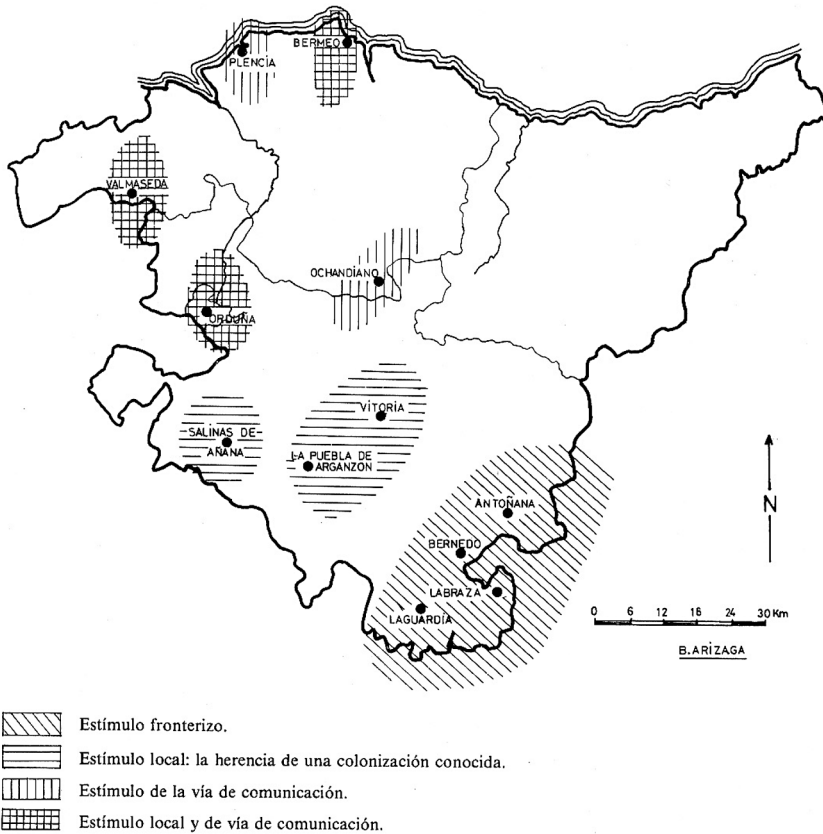 BERMEO
PLENCIA
VALMASEDA
OCHANDIANO
ORDUÑA
VITORIA
SALINAS DE
AÑANA
LA PUEBLA DE
ARGANZON
ANTOÑANA
BERNEDO
LABRAZA
LAGUARDIA
N
0 6 12 18 24 30 Km
B. ARIZAGA
Estímulo fronterizo.
Estímulo local: la herencia de una colonización conocida.
Estímulo de la vía de comunicación.
Estímulo local y de vía de comunicación.